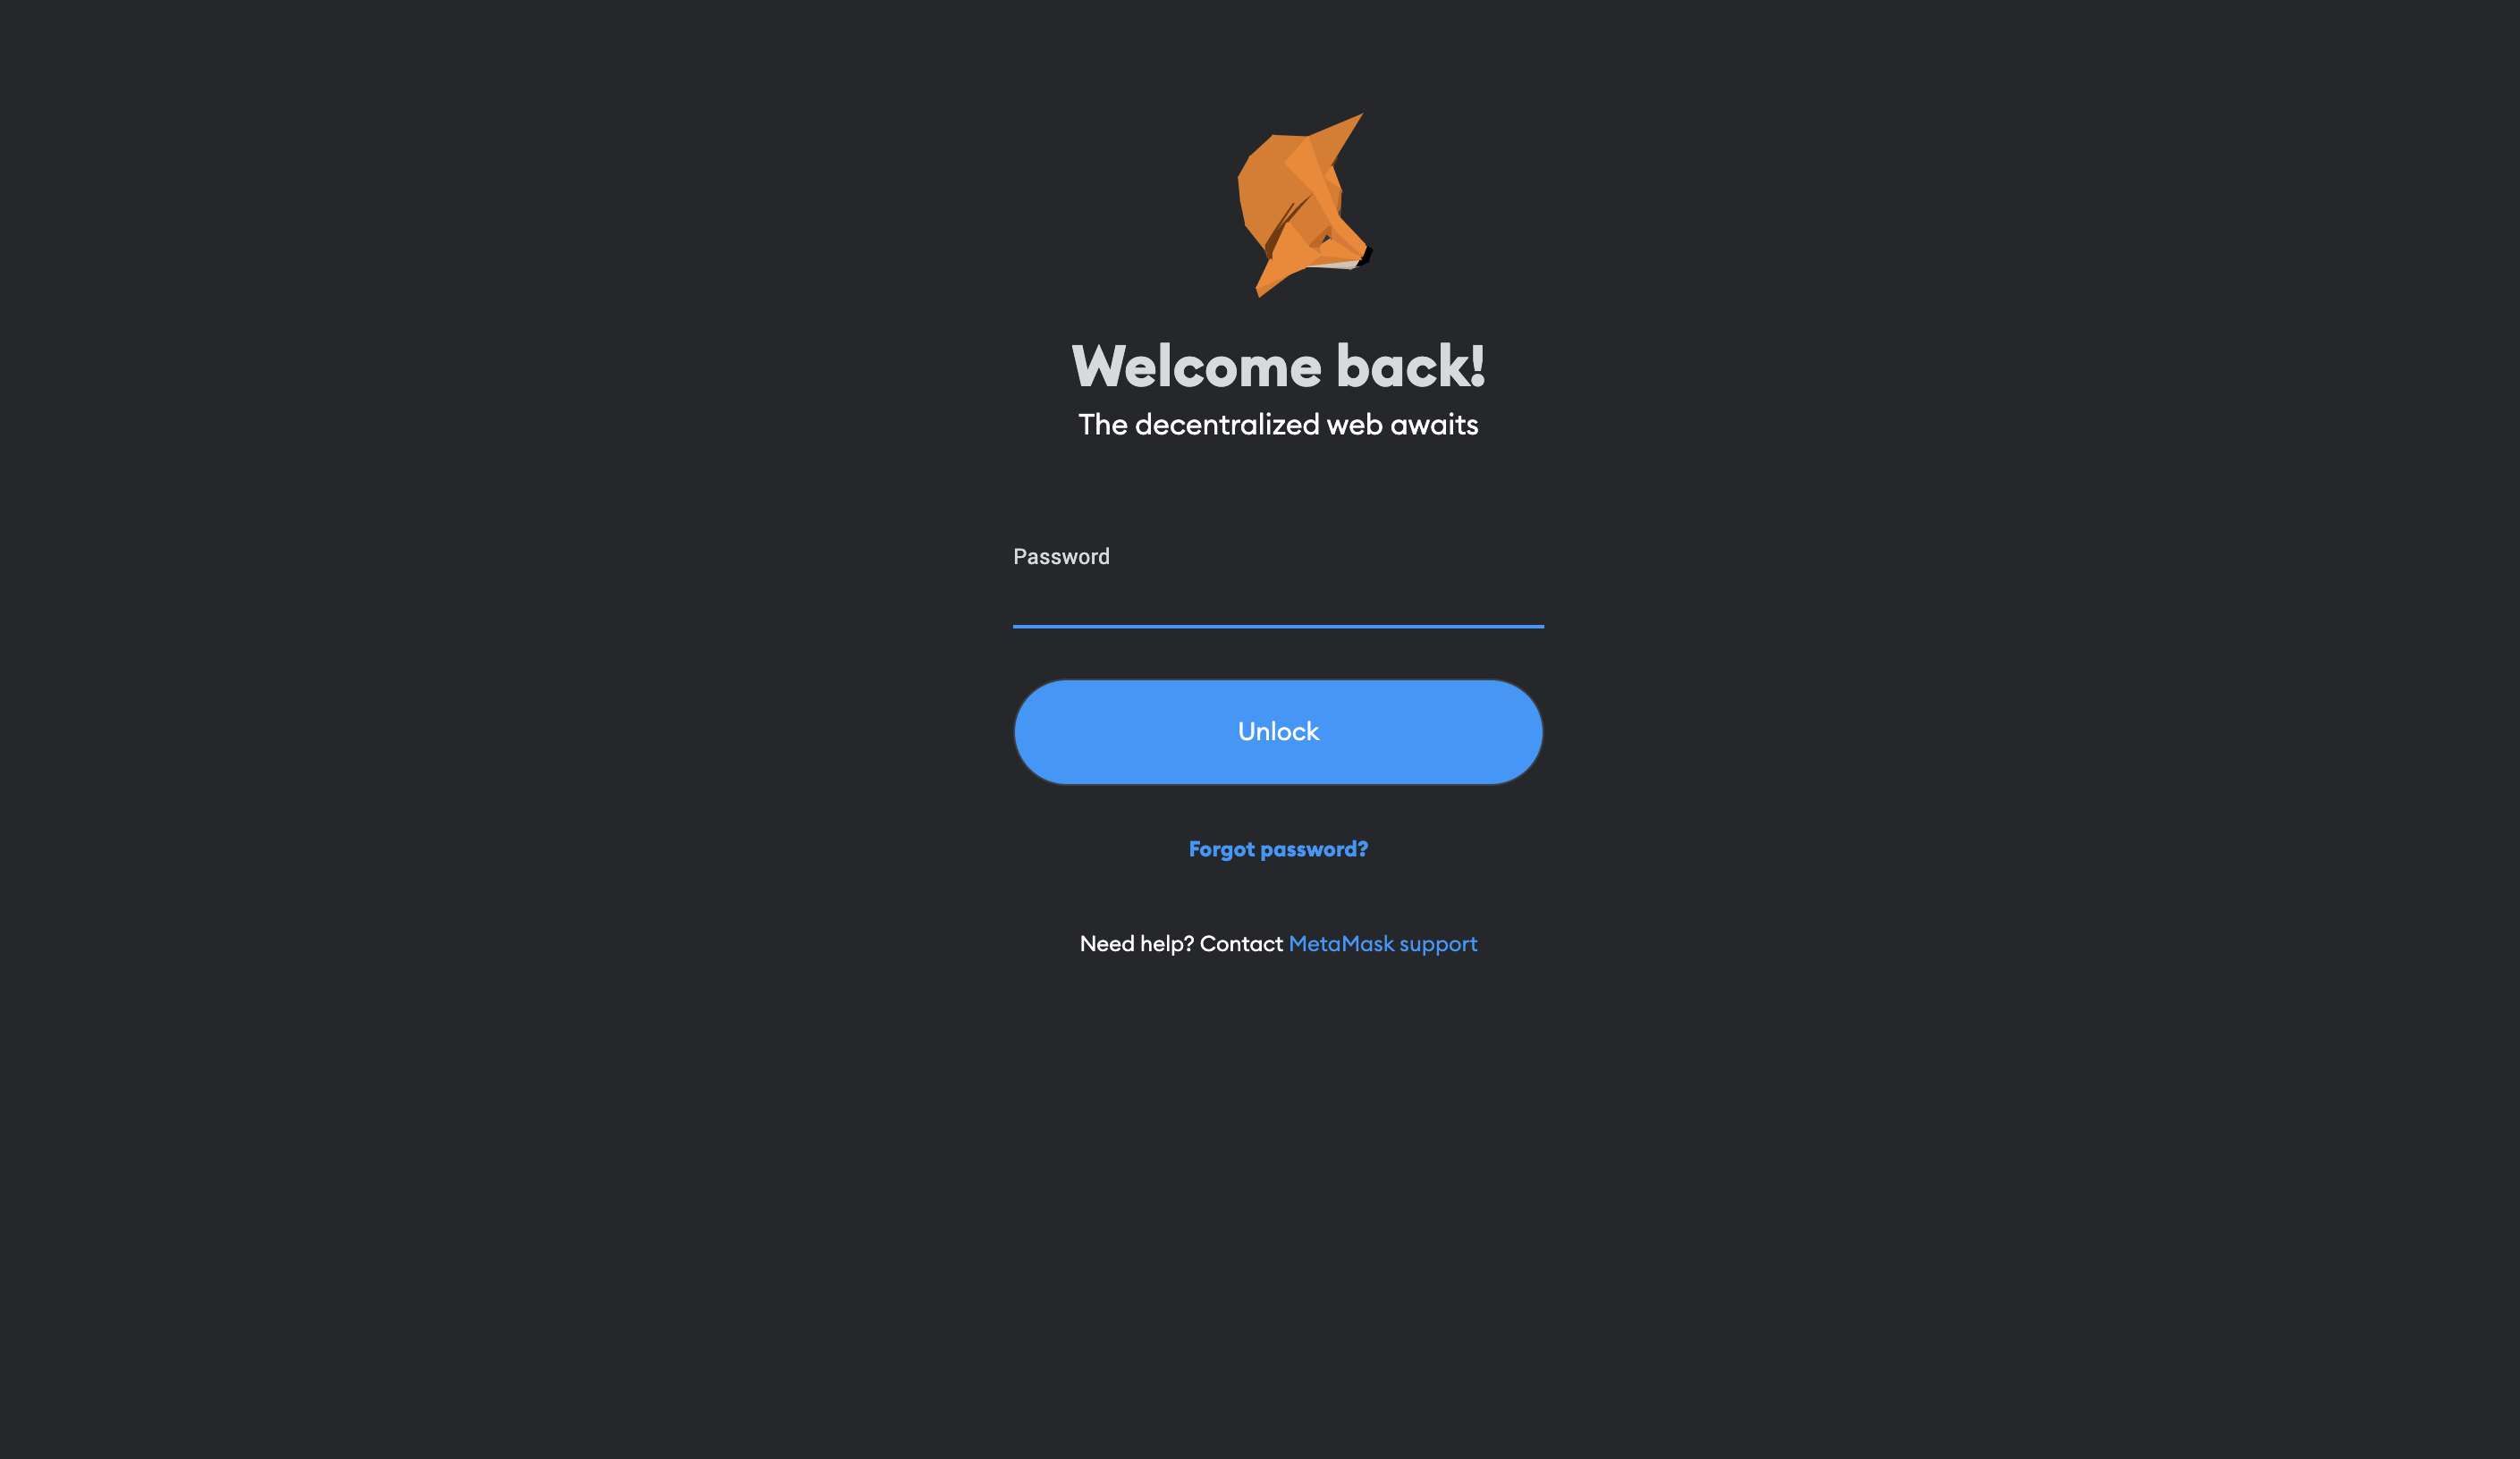 Welcome back!
The decentralized web awaits
Password
Unlock
Forgot password?
Need help? Contact MetaMask support